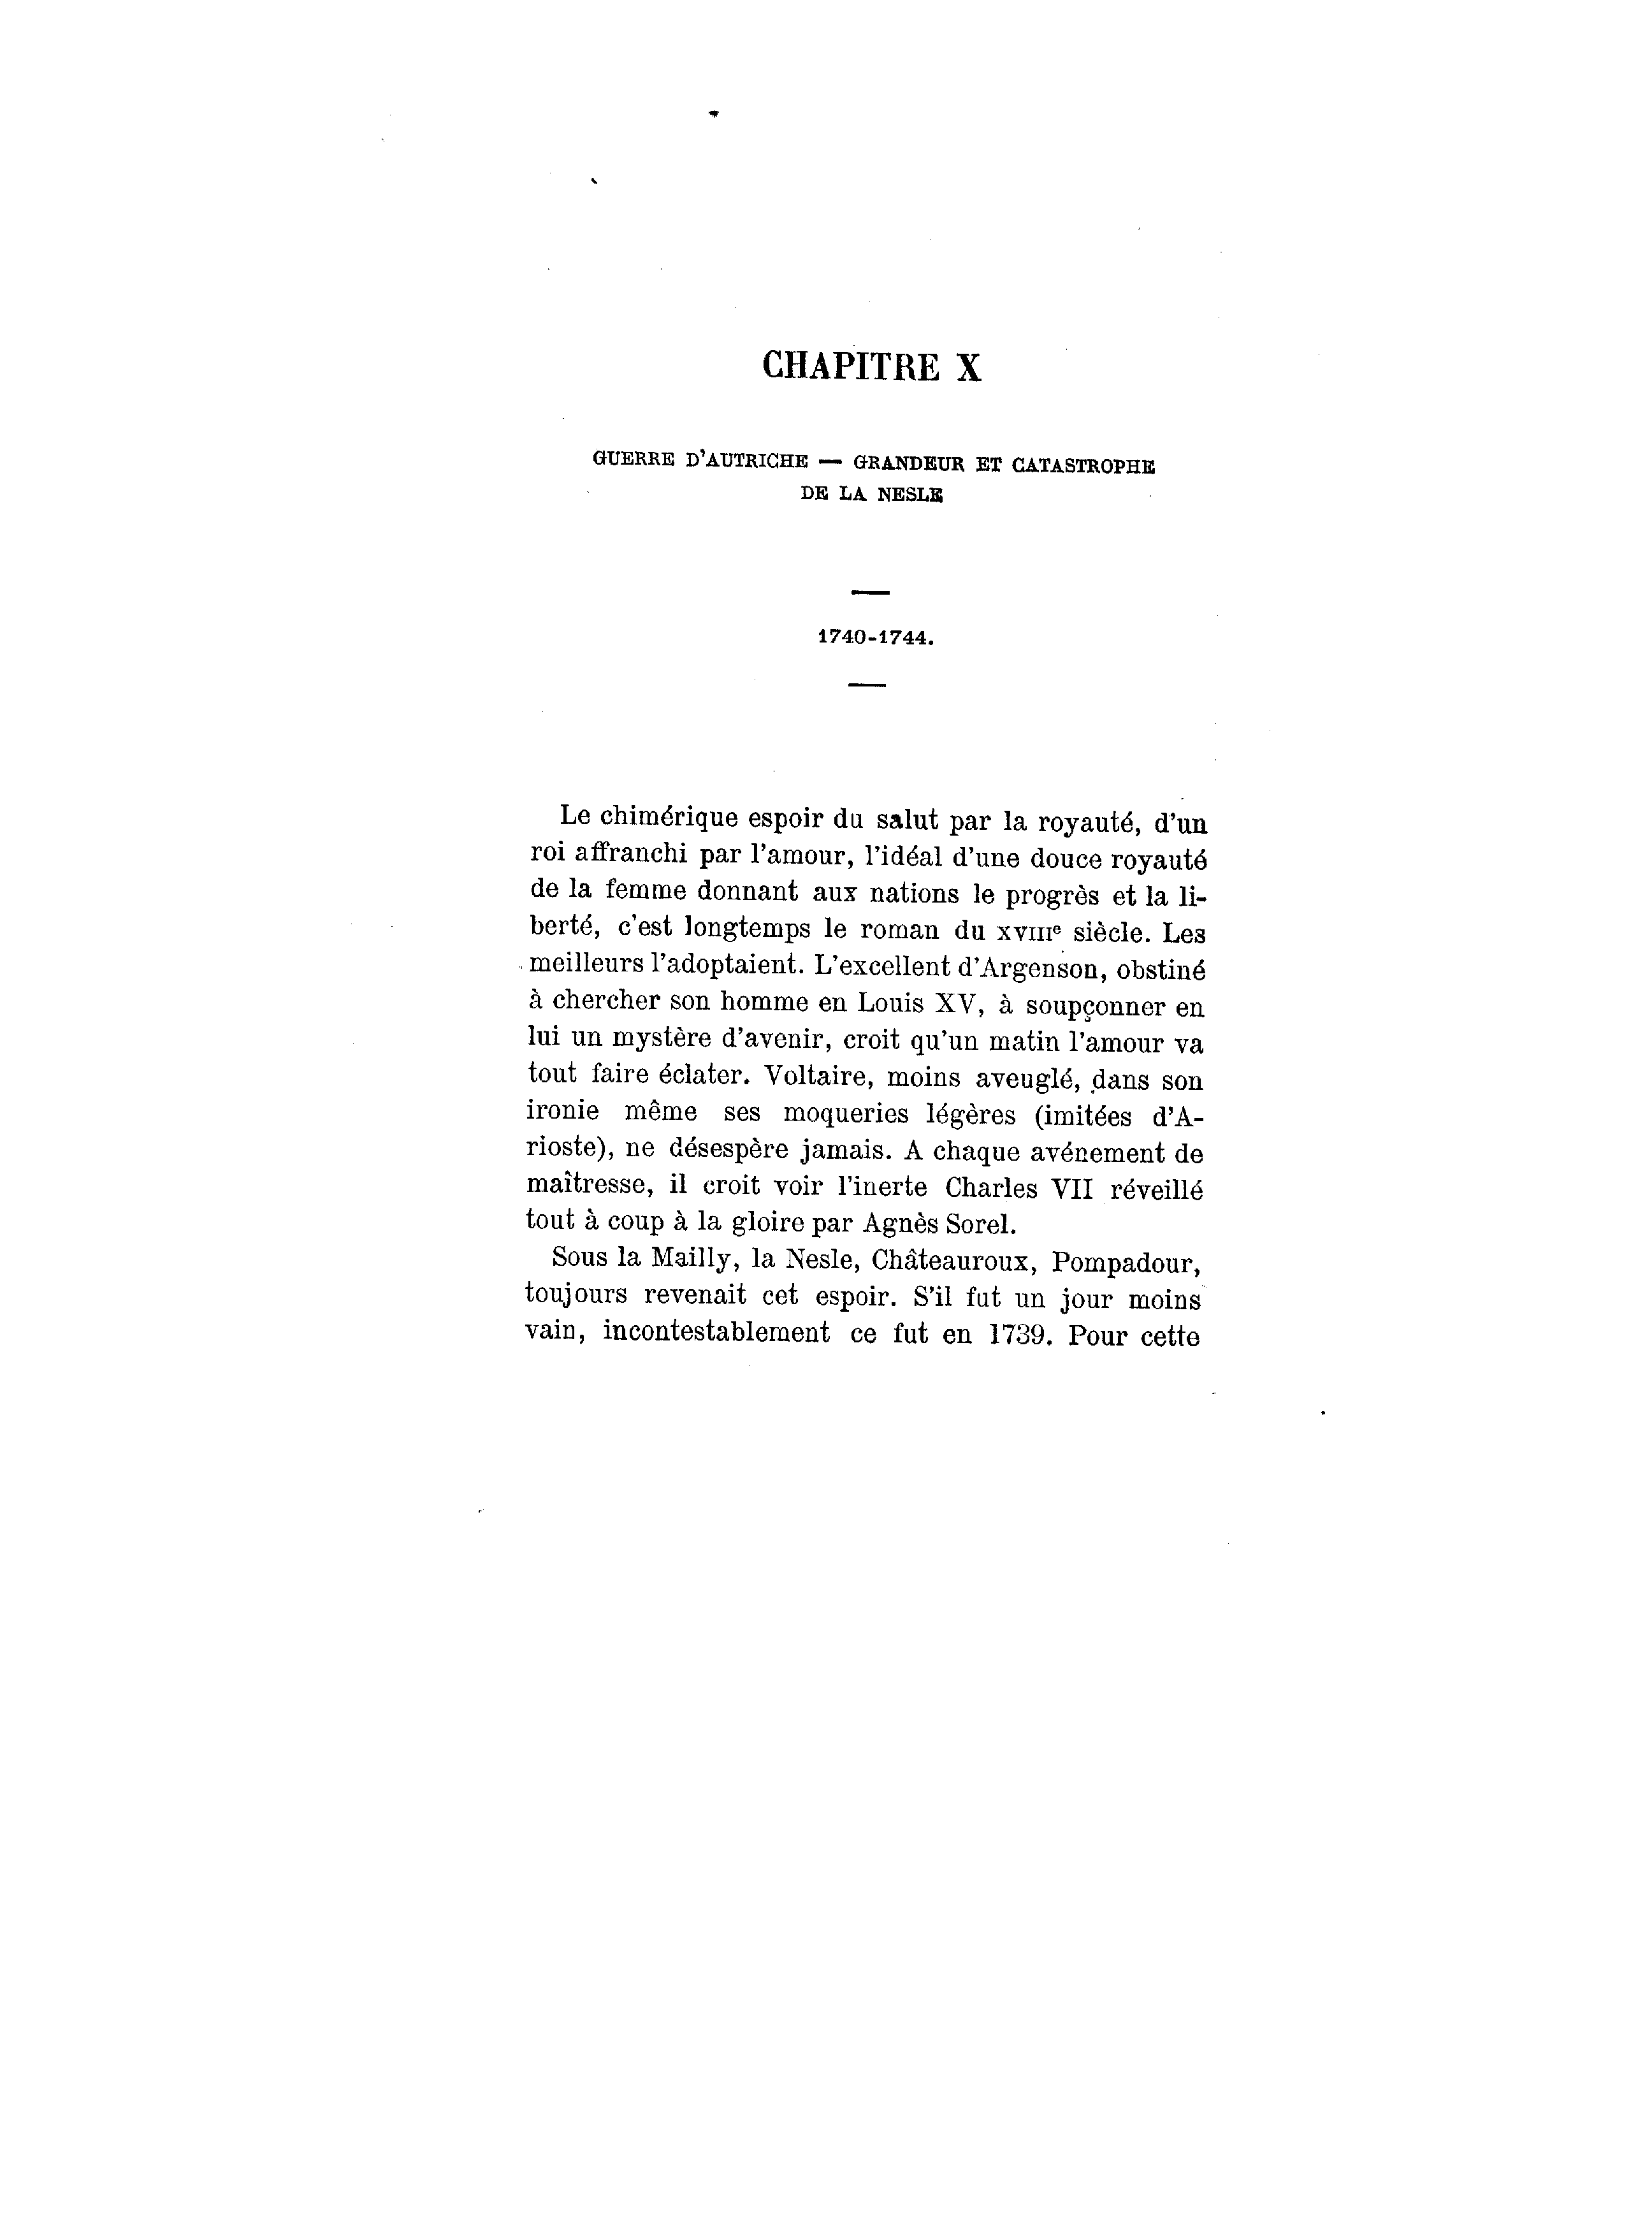 CHAPITRE X
GUERRE D'AUTRICHE — GRANDEUR ET CATASTROPHE
DE LA NESLE
1740-1744.
Le chimérique espoir du salut par la royauté, d'un
roi affranchi par l'amour, l'idéal d'une douce royauté
de la femme donnant aux nations le progrès et la li-
berté, c'est longtemps le roman du XVIIIe siècle. Les
meilleurs l'adoptaient. L'excellent d'Argenson, obstiné
à chercher son homme en Louis XV, à soupçonner en
lui un mystère d'avenir, croit qu'un matin l'amour va
tout faire éclater. Voltaire, moins aveuglé, dans son
ironie même ses moqueries légères (imitées d'A-
rioste), ne désespère jamais. A chaque avénement de
maîtresse, il croit voir l'inerte Charles VII réveillé
tout à coup à la gloire par Agnès Sorel.
Sous la Mailly, la Nesle, Châteauroux, Pompadour,
toujours revenait cet espoir. S'il fut un jour moins
vain, incontestablement ce fut en 1739. Pour cette